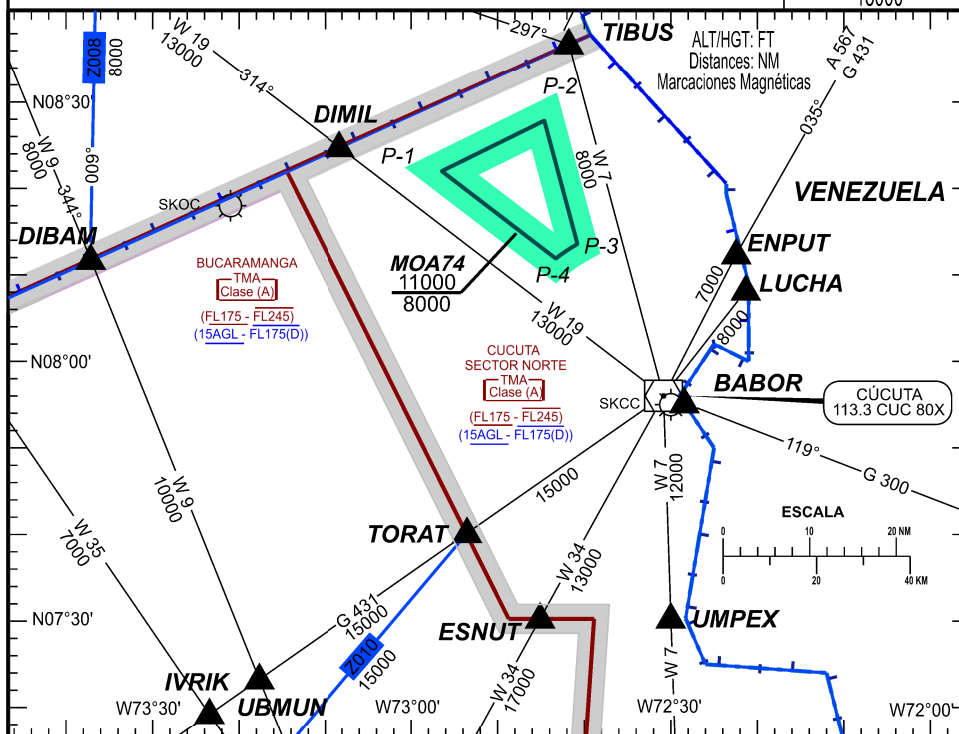 10000
TIBUS
297°
ALT/HGT: FT
Distances: NM
Marcaciones Magnéticas
A 567
G 431
035°
Z008
8000
009°
W 19
13000
314°
N08°30'
DIMIL
P-2
P-1
W 7
8000
W 9
8000
344°
SKOC
VENEZUELA
DIBAM
P-3
P-4
ENPUT
LUCHA
7000
8000
MOA74
11000
8000
BUCARAMANGA
TMA
Clase (A)
(FL175 - FL245)
(15AGL - FL175(D))
W 19
13000
N08°00'
CUCUTA
SECTOR NORTE
TMA
Clase (A)
(FL175 - FL245)
(15AGL - FL175(D))
BABOR
SKCC
CÚCUTA
113.3 CUC 80X
119°
G 300
W 9
10000
15000
W 7
12000
W 35
7000
ESCALA
0 10 20 NM
0 20 40 KM
TORAT
W 34
13000
N07°30'
G 431
15000
ESNUT
UMPEX
Z010
15000
W 34
17000
W 7
IVRIK
UBMUN
W73°30'
W73°00'
W72°30'
W72°00'